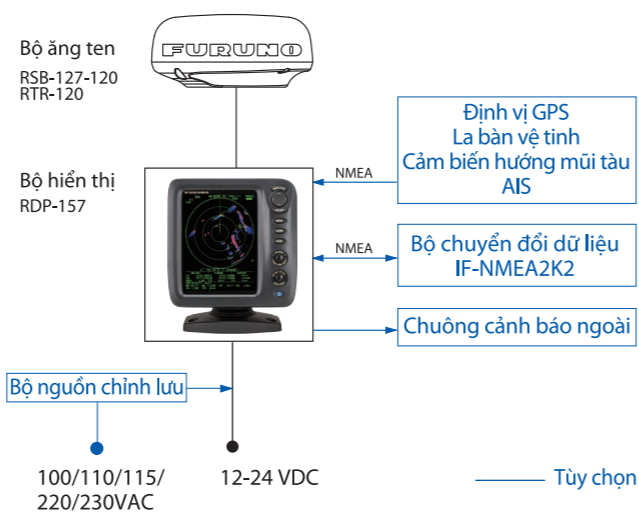 Bộ ăng ten
RSB-127-120
RTR-120
FURUNO
Định vị GPS
La bàn vệ tinh
Cảm biến hướng mũi tàu
AIS
NMEA
Bộ hiển thị
RDP-157
NMEA
Bộ chuyển đổi dữ liệu
IF-NMEA2K2
Chuông cảnh báo ngoài
Bộ nguồn chỉnh lưu
100/110/115/
220/230VAC
12-24 VDC
Tùy chọn